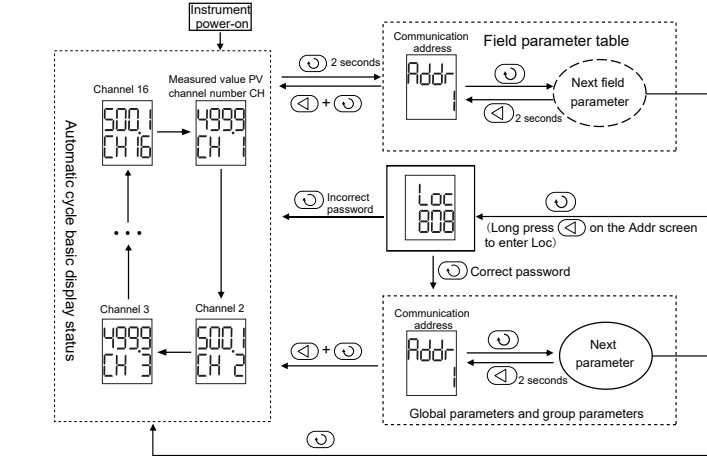 Instrument
power-on
Automatic cycle basic display status
Channel 16
500.1
CH 16
Measured value PV
channel number CH
499.9
CH 1
Channel 3
499.9
CH 3
Channel 2
500.1
CH 2
2 seconds
+
Communication
address
Addr
1
Field parameter table
2 seconds
Next field
parameter
Incorrect
password
Loc
808
(Long press on the Addr screen
to enter Loc)
Correct password
+
Communication
address
Addr
1
2 seconds
Next
parameter
Global parameters and group parameters